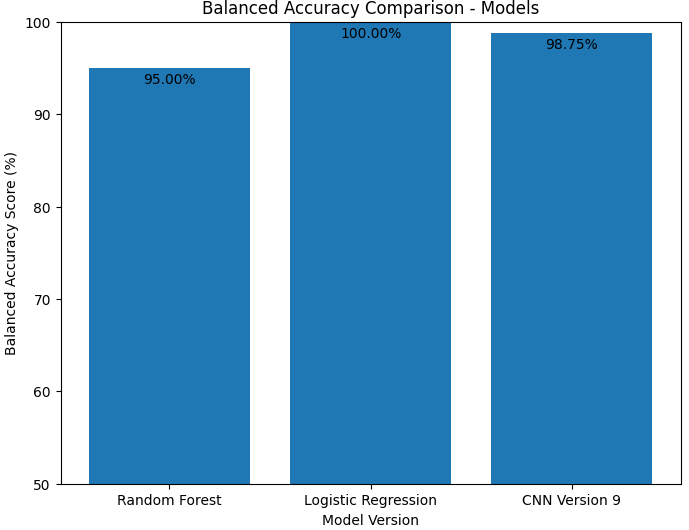 Balanced Accuracy Comparison - Models
100
90
80
70
60
50
Balanced Accuracy Score (%)
95.00%
100.00%
98.75%
Random Forest
Logistic Regression
CNN Version 9
Model Version